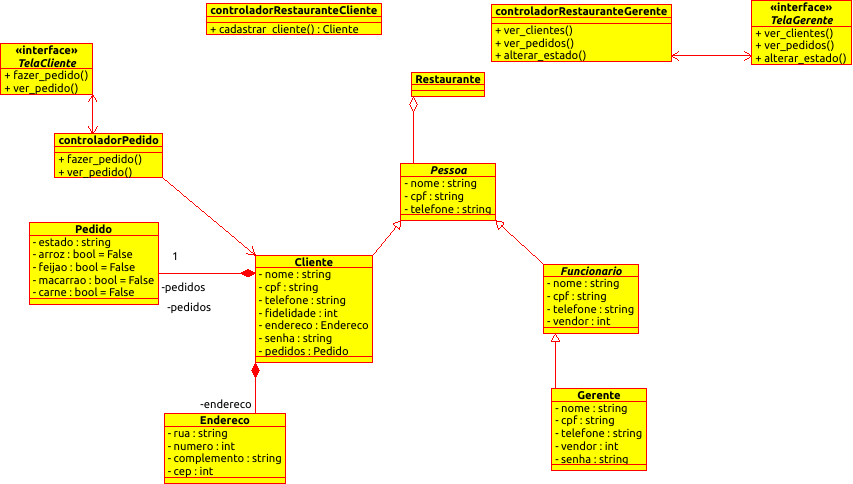 controladorRestauranteCliente
+ cadastrar_cliente() : Cliente
controladorRestauranteGerente
+ ver_clientes()
+ ver_pedidos()
+ alterar_estado()
«interface»
TelaGerente
+ ver_clientes()
+ ver_pedidos()
+ alterar_estado()
«interface»
TelaCliente
+ fazer_pedido()
+ ver_pedido()
Restaurante
controladorPedido
+ fazer_pedido()
+ ver_pedido()
Pessoa
- nome : string
- cpf : string
- telefone : string
Pedido
- estado : string
- arroz : bool = False
- feijao : bool = False
- macarrao : bool = False
- carne : bool = False
1
-pedidos
-pedidos
Cliente
- nome : string
- cpf : string
- telefone : string
- fidelidade : int
- endereco : Endereco
- senha : string
- pedidos : Pedido
Funcionario
- nome : string
- cpf : string
- telefone : string
- vendor : int
-endereco
Endereco
- rua : string
- numero : int
- complemento : string
- cep : int
Gerente
- nome : string
- cpf : string
- telefone : string
- vendor : int
- senha : string